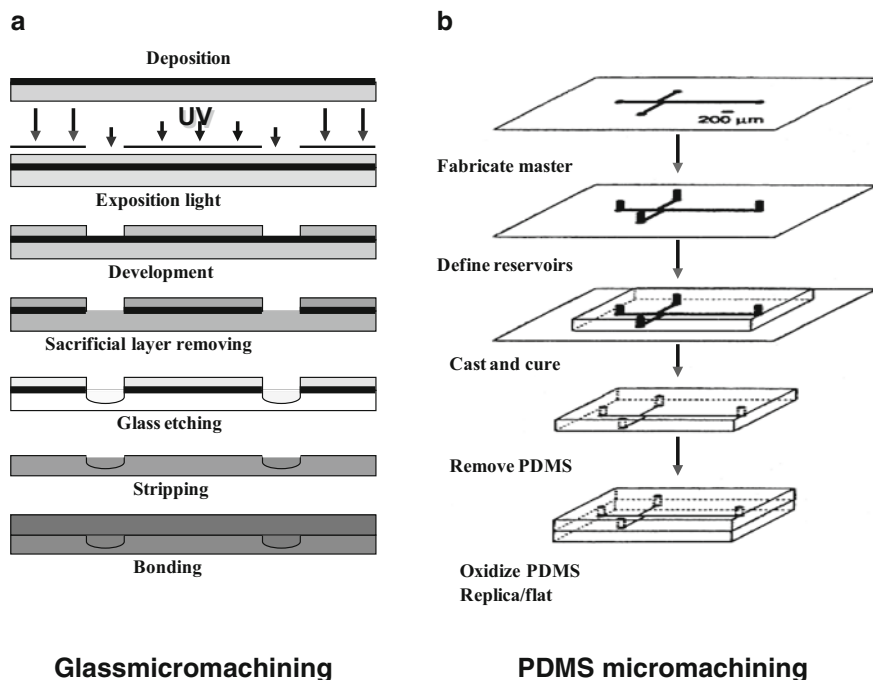 a
Deposition
UV
Exposition light
Development
Sacrificial layer removing
Glass etching
Stripping
Bonding
Glassmicromachining
b
200 μm
Fabricate master
Define reservoirs
Cast and cure
Remove PDMS
Oxidize PDMS
Replica/flat
PDMS micromachining